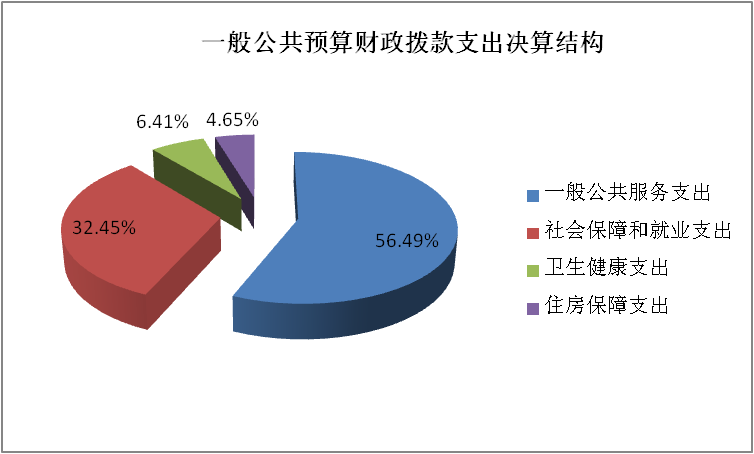 一般公共预算财政拨款支出决算结构
6.41%
4.65%
32.45%
56.49%
一般公共服务支出
社会保障和就业支出
卫生健康支出
住房保障支出